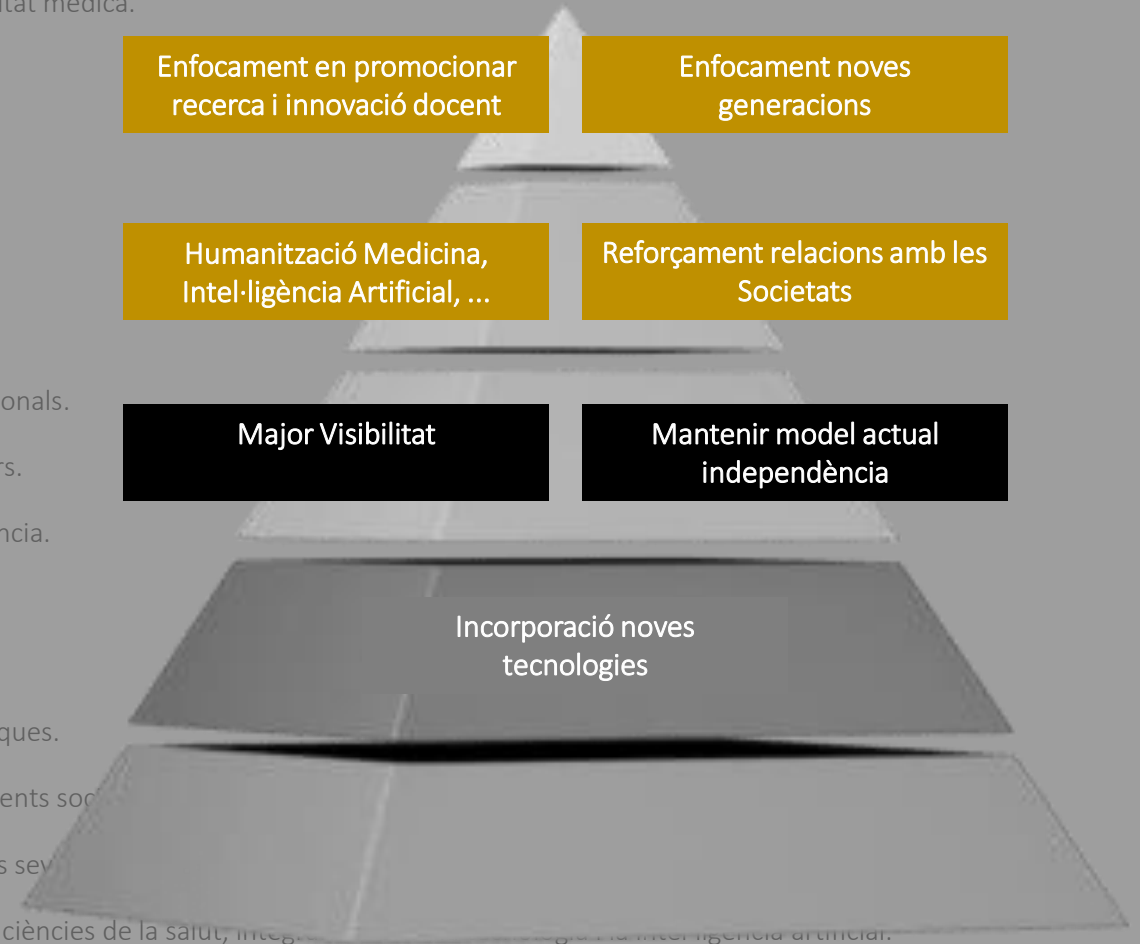 itat mèdica.
Enfocament en promocionar
recerca i innovació docent
Enfocament noves
generacions
Humanització Medicina,
Intel·ligència Artificial, ...
Reforçament relacions amb les
Societats
onals.
Major Visibilitat
Mantenir model actual
independència
rs.
ncia.
Incorporació noves
tecnologies
ques.
ents soc
s sev
ciències de la salut,